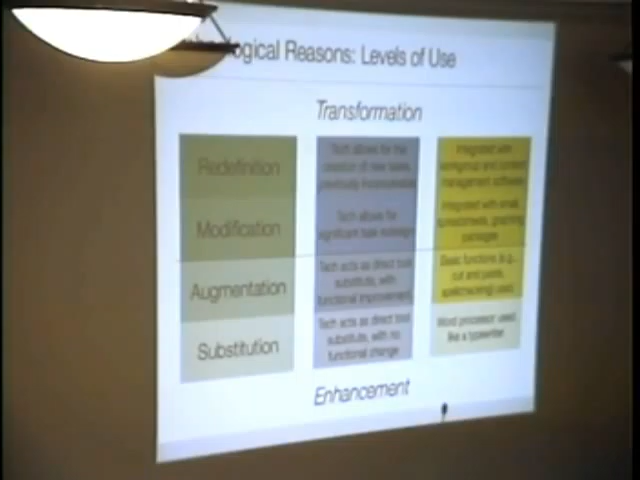 ological Reasons: Levels of Use
Transformation
Redefinition
Tech allows for the
creation of new tasks,
previously inconceivable
Integrated with
workgroup and content
management software
Modification
Tech allows for
significant task redesign
Integrated with email,
spreadsheets, graphing
packages
Augmentation
Tech acts as direct tool
substitute, with
functional improvement
Basic functions (e.g.,
cut and paste,
spellchecking) used
Substitution
Tech acts as direct tool
substitute, with no
functional change
Word processor used
like a typewriter
Enhancement